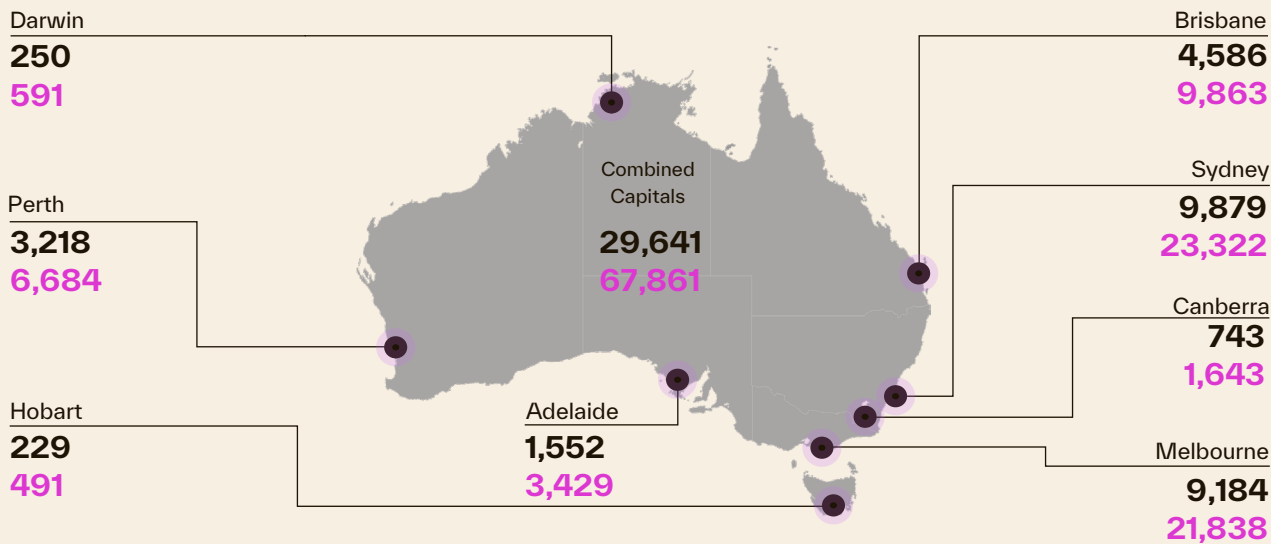 Darwin
250
591
Brisbane
4,586
9,863
Combined
Capitals
29,641
67,861
Sydney
9,879
23,322
Perth
3,218
6,684
Canberra
743
1,643
Hobart
229
491
Adelaide
1,552
3,429
Melbourne
9,184
21,838